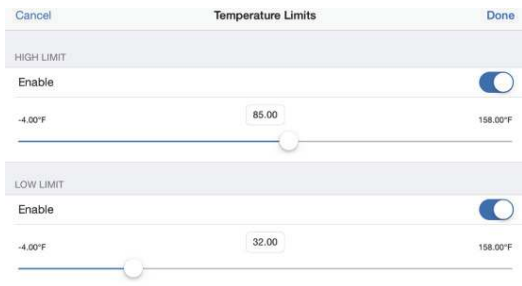 Cancel Temperature Limits Done
HIGH LIMIT
Enable
-4.00°F 85.00 158.00°F
LOW LIMIT
Enable
-4.00°F 32.00 158.00°F